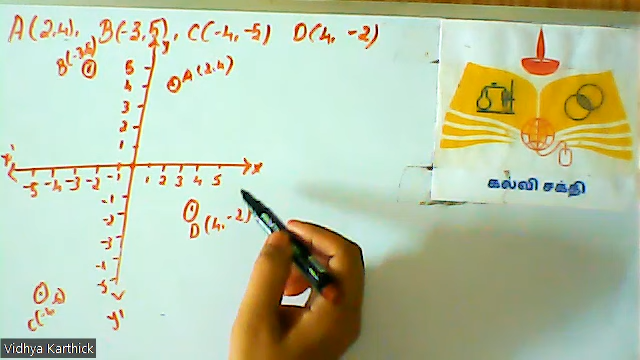 A(2,4), B(-3,5), C(-4,-5) D(4,-2)
y
B(-3,5)
A(2,4)
5
4
3
2
1
x'
x
-5 -4 -3 -2 -1 1 2 3 4 5
-1
-2
-3
-4
-5
D(4,-2)
y'
கல்வி சக்தி
Vidhya Karthick